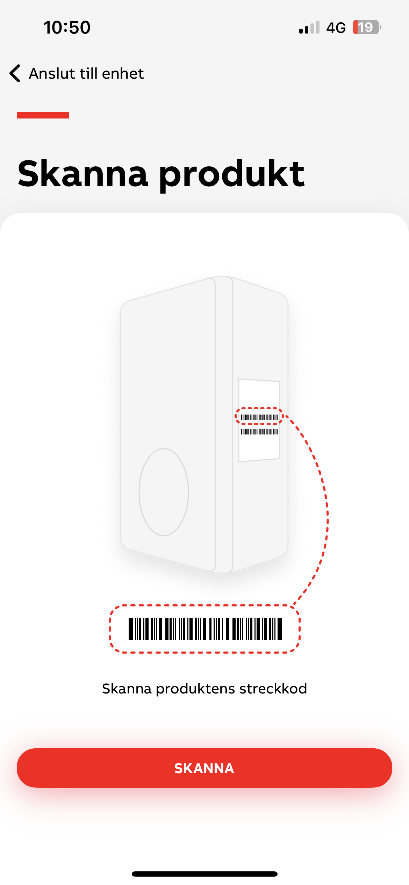 10:50
4G
19
Anslut till enhet
Skanna produkt
Skanna produktens streckkod
SKANNA